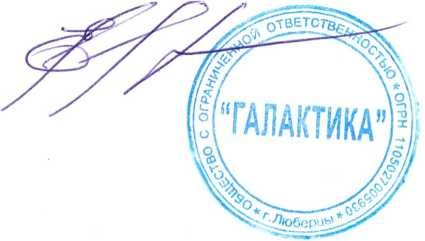 ОБЩЕСТВО С ОГРАНИЧЕННОЙ ОТВЕТСТВЕННОСТЬЮ * ОГРН 1105027005930 * г.Люберцы *
"ГАЛАКТИКА"